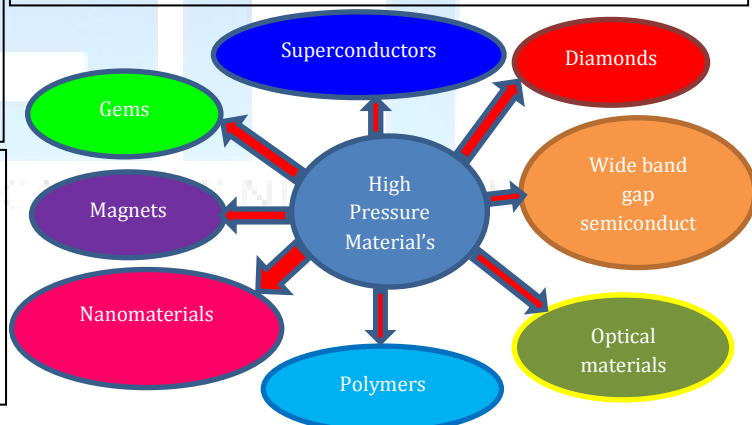 Superconductors
Diamonds
Gems
Wide band
gap
semiconduct
High
Pressure
Material's
Magnets
Nanomaterials
Optical
materials
Polymers